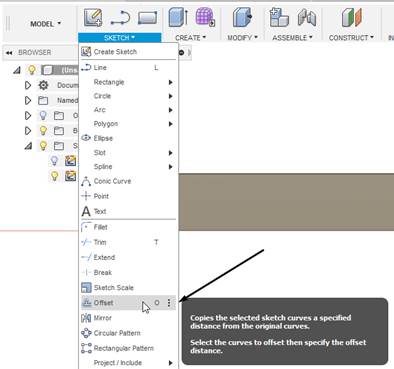 MODEL
SKETCH
CREATE
MODIFY
ASSEMBLE
CONSTRUCT
BROWSER
Create Sketch
Line L
Rectangle
Circle
Arc
Polygon
Ellipse
Slot
Spline
Conic Curve
Point
Text
Fillet
Trim T
Extend
Break
Sketch Scale
Offset O
Mirror
Circular Pattern
Rectangular Pattern
Project / Include
(Uns
Docum
Named
O
B
S
Copies the selected sketch curves a specified
distance from the original curves.
Select the curves to offset then specify the offset
distance.